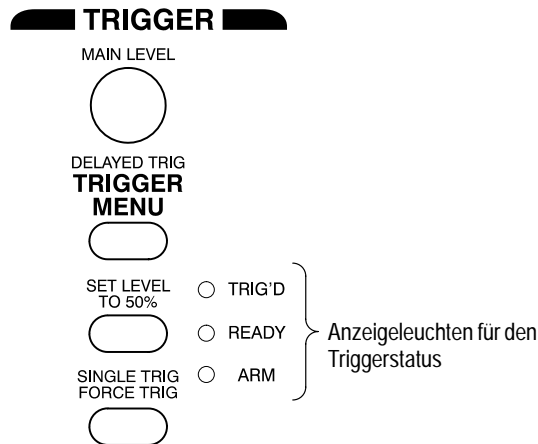 TRIGGER
MAIN LEVEL
DELAYED TRIG
TRIGGER
MENU
SET LEVEL
TO 50%
TRIG'D
READY
ARM
Anzeigeleuchten für den
Triggerstatus
SINGLE TRIG
FORCE TRIG